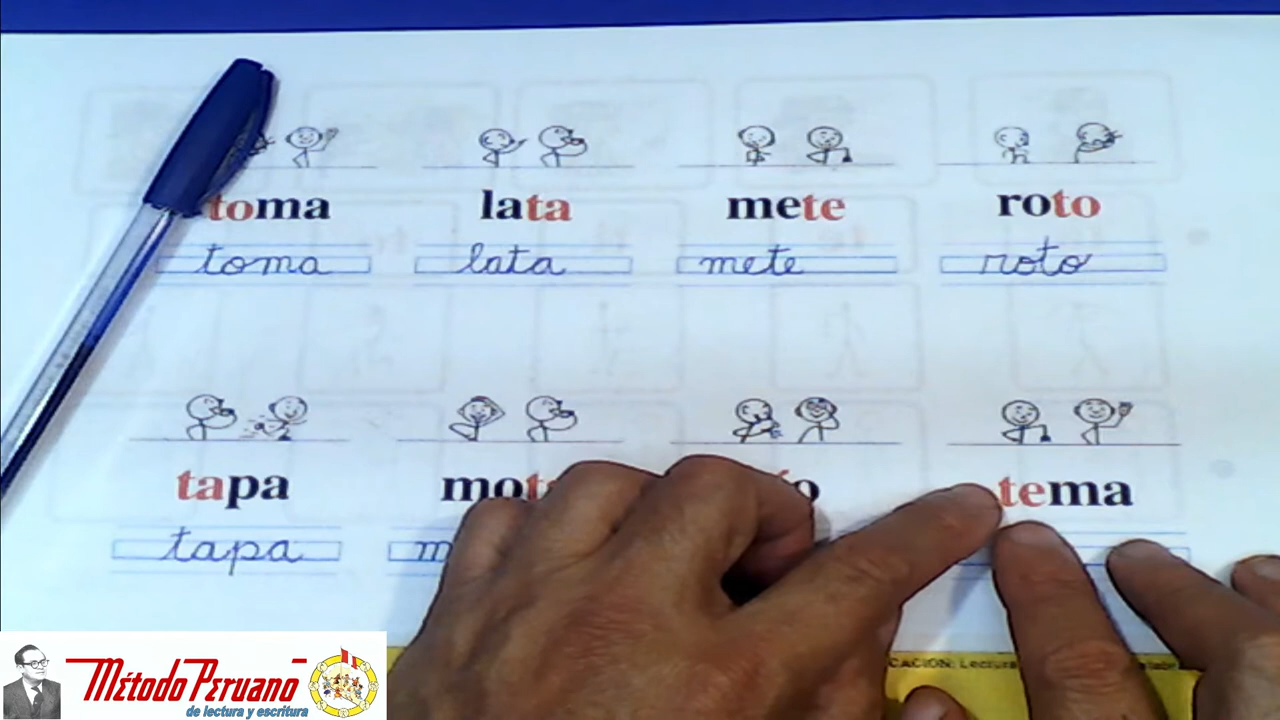 toma lata mete roto
toma lata mete roto
tapa tema
tapa
Método Peruano
de lectura y escritura